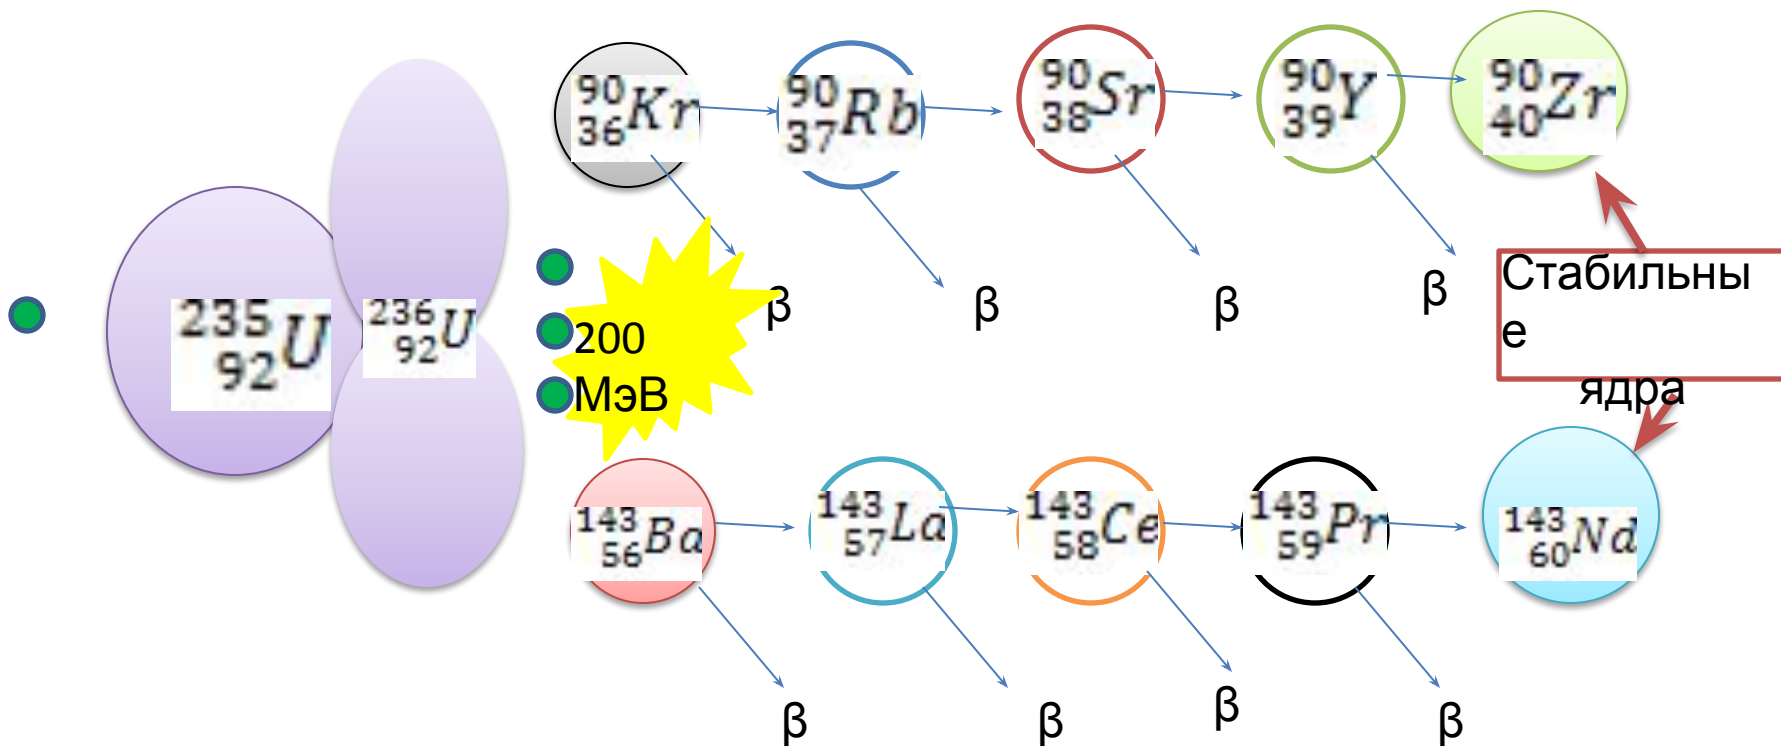 90 36 Kr
90 37 Rb
90 38 Sr
90 39 Y
90 40 Zr
β
β
β
β
Стабильны
е
ядра
235 92 U
236 92 U
200
МэВ
143 56 Ba
143 57 La
143 58 Ce
143 59 Pr
143 60 Nd
β
β
β
β